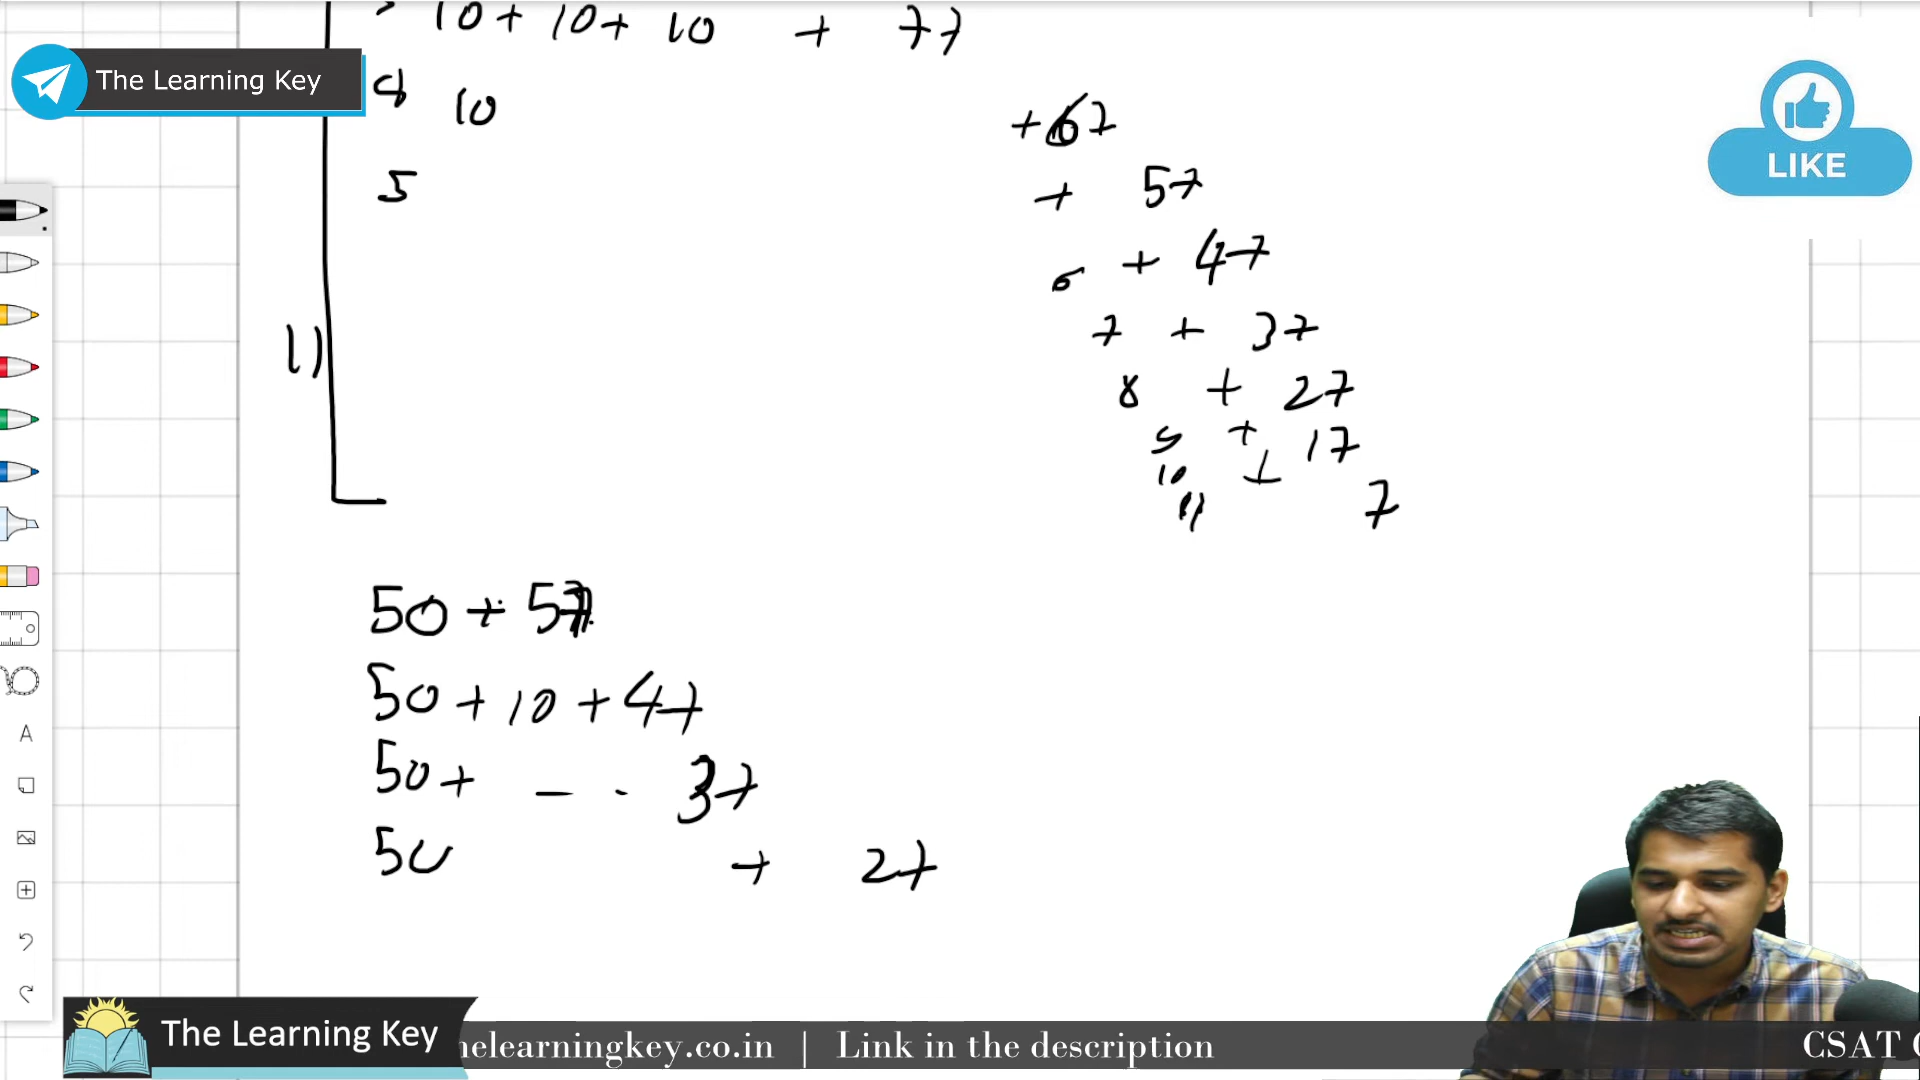 10 + 10 + 10 + 77
The Learning Key
4 10
+ 67
LIKE
5
+ 57
6 + 47
7 + 37
11)
8 + 27
9 + 17
10 +
11 7
50 + 57
50 + 10 + 47
50 + - - 37
50 + 27
A
The Learning Key
helearningkey.co.in | Link in the description
CSAT